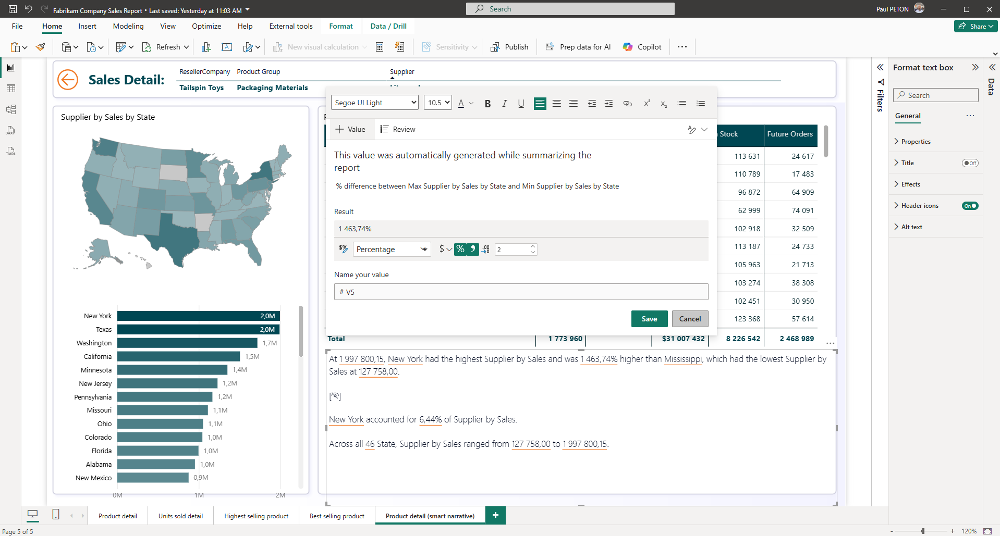 Fabrikam Company Sales Report • Last saved: Yesterday at 11:03 AM
Search
Paul PETON
File Home Insert Modeling View Optimize Help External tools Format Data / Drill
Share
Refresh
New visual calculation
Sensitivity
Publish
Prep data for AI
Copilot
DAX
TMDL
Sales Detail:
ResellerCompany Product Group Supplier
Tailspin Toys Packaging Materials
Supplier by Sales by State
New York 2,0M
Texas 2,0M
Washington 1,7M
California 1,5M
Minnesota 1,4M
New Jersey 1,2M
Pennsylvania 1,2M
Missouri 1,1M
Ohio 1,1M
Colorado 1,0M
Florida 1,0M
Alabama 1,0M
New Mexico 0,9M
0M 1M 2M
Segoe UI Light 10.5
Value
Review
This value was automatically generated while summarizing the
report
% difference between Max Supplier by Sales by State and Min Supplier by Sales by State
Result
1 463,74%
Percentage $ % 2
Name your value
# V5
Save Cancel
Stock Future Orders
113 631 24 617
110 789 17 483
96 872 64 909
62 999 74 091
102 918 32 509
113 187 24 733
105 963 21 713
103 274 38 308
102 451 30 950
123 368 57 614
Total 1 773 960 $31 007 432 8 226 542 2 468 989
At 1 997 800,15, New York had the highest Supplier by Sales and was 1 463,74% higher than Mississippi, which had the lowest Supplier by
Sales at 127 758,00.
New York accounted for 6,44% of Supplier by Sales.
Across all 46 State, Supplier by Sales ranged from 127 758,00 to 1 997 800,15.
Filters
Format text box
Search
General
Properties
Title Off
Effects
Header icons On
Alt text
Data
Product detail
Units sold detail
Highest selling product
Best selling product
Product detail (smart narrative)
Page 5 of 5
- + 120%